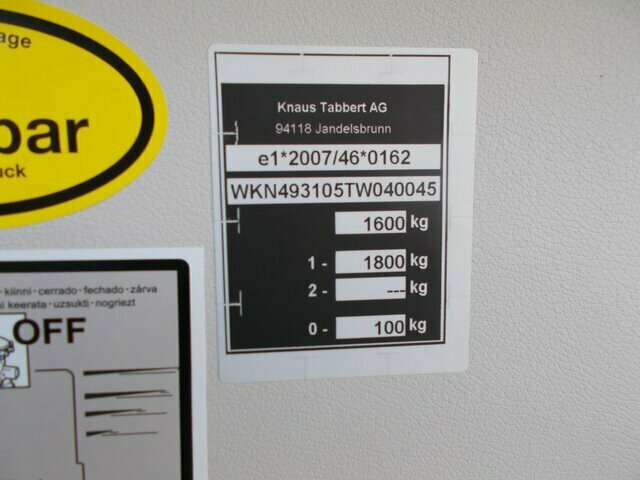 age
bar
uck
Knaus Tabbert AG
94118 Jandelsbrunn
e1*2007/46*0162
WKN493105TW040045
1600 kg
1- 1800 kg
2- --- kg
0- 100 kg
· kiinni · cerrado · fechado · zárva
keerata · uzsukti · nogriezt
OFF